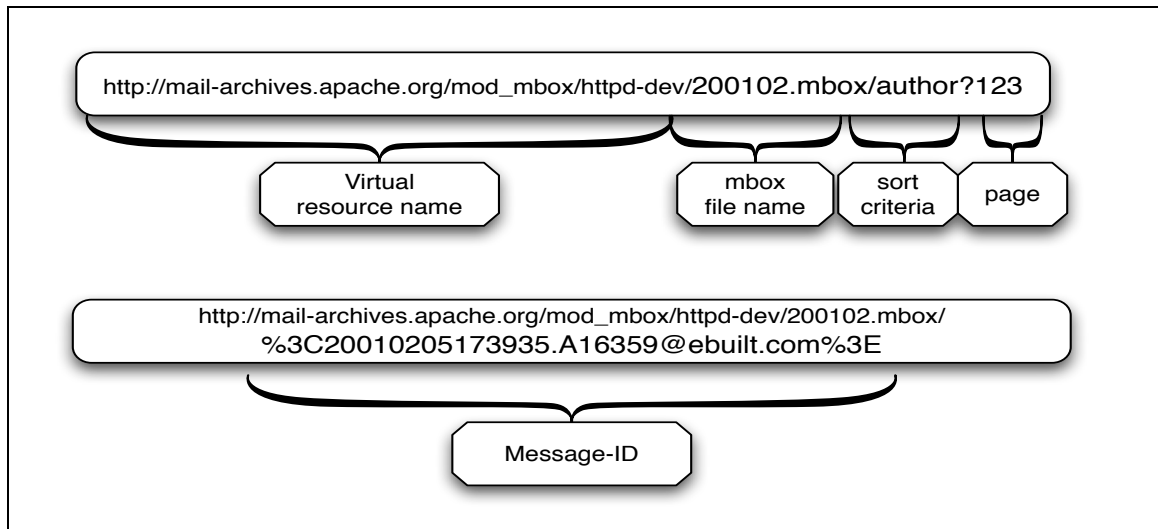 http://mail-archives.apache.org/mod_mbox/httpd-dev/200102.mbox/author?123
Virtual
resource name
mbox
file name
sort
criteria
page
http://mail-archives.apache.org/mod_mbox/httpd-dev/200102.mbox/
%3C20010205173935.A16359@ebuilt.com%3E
Message-ID